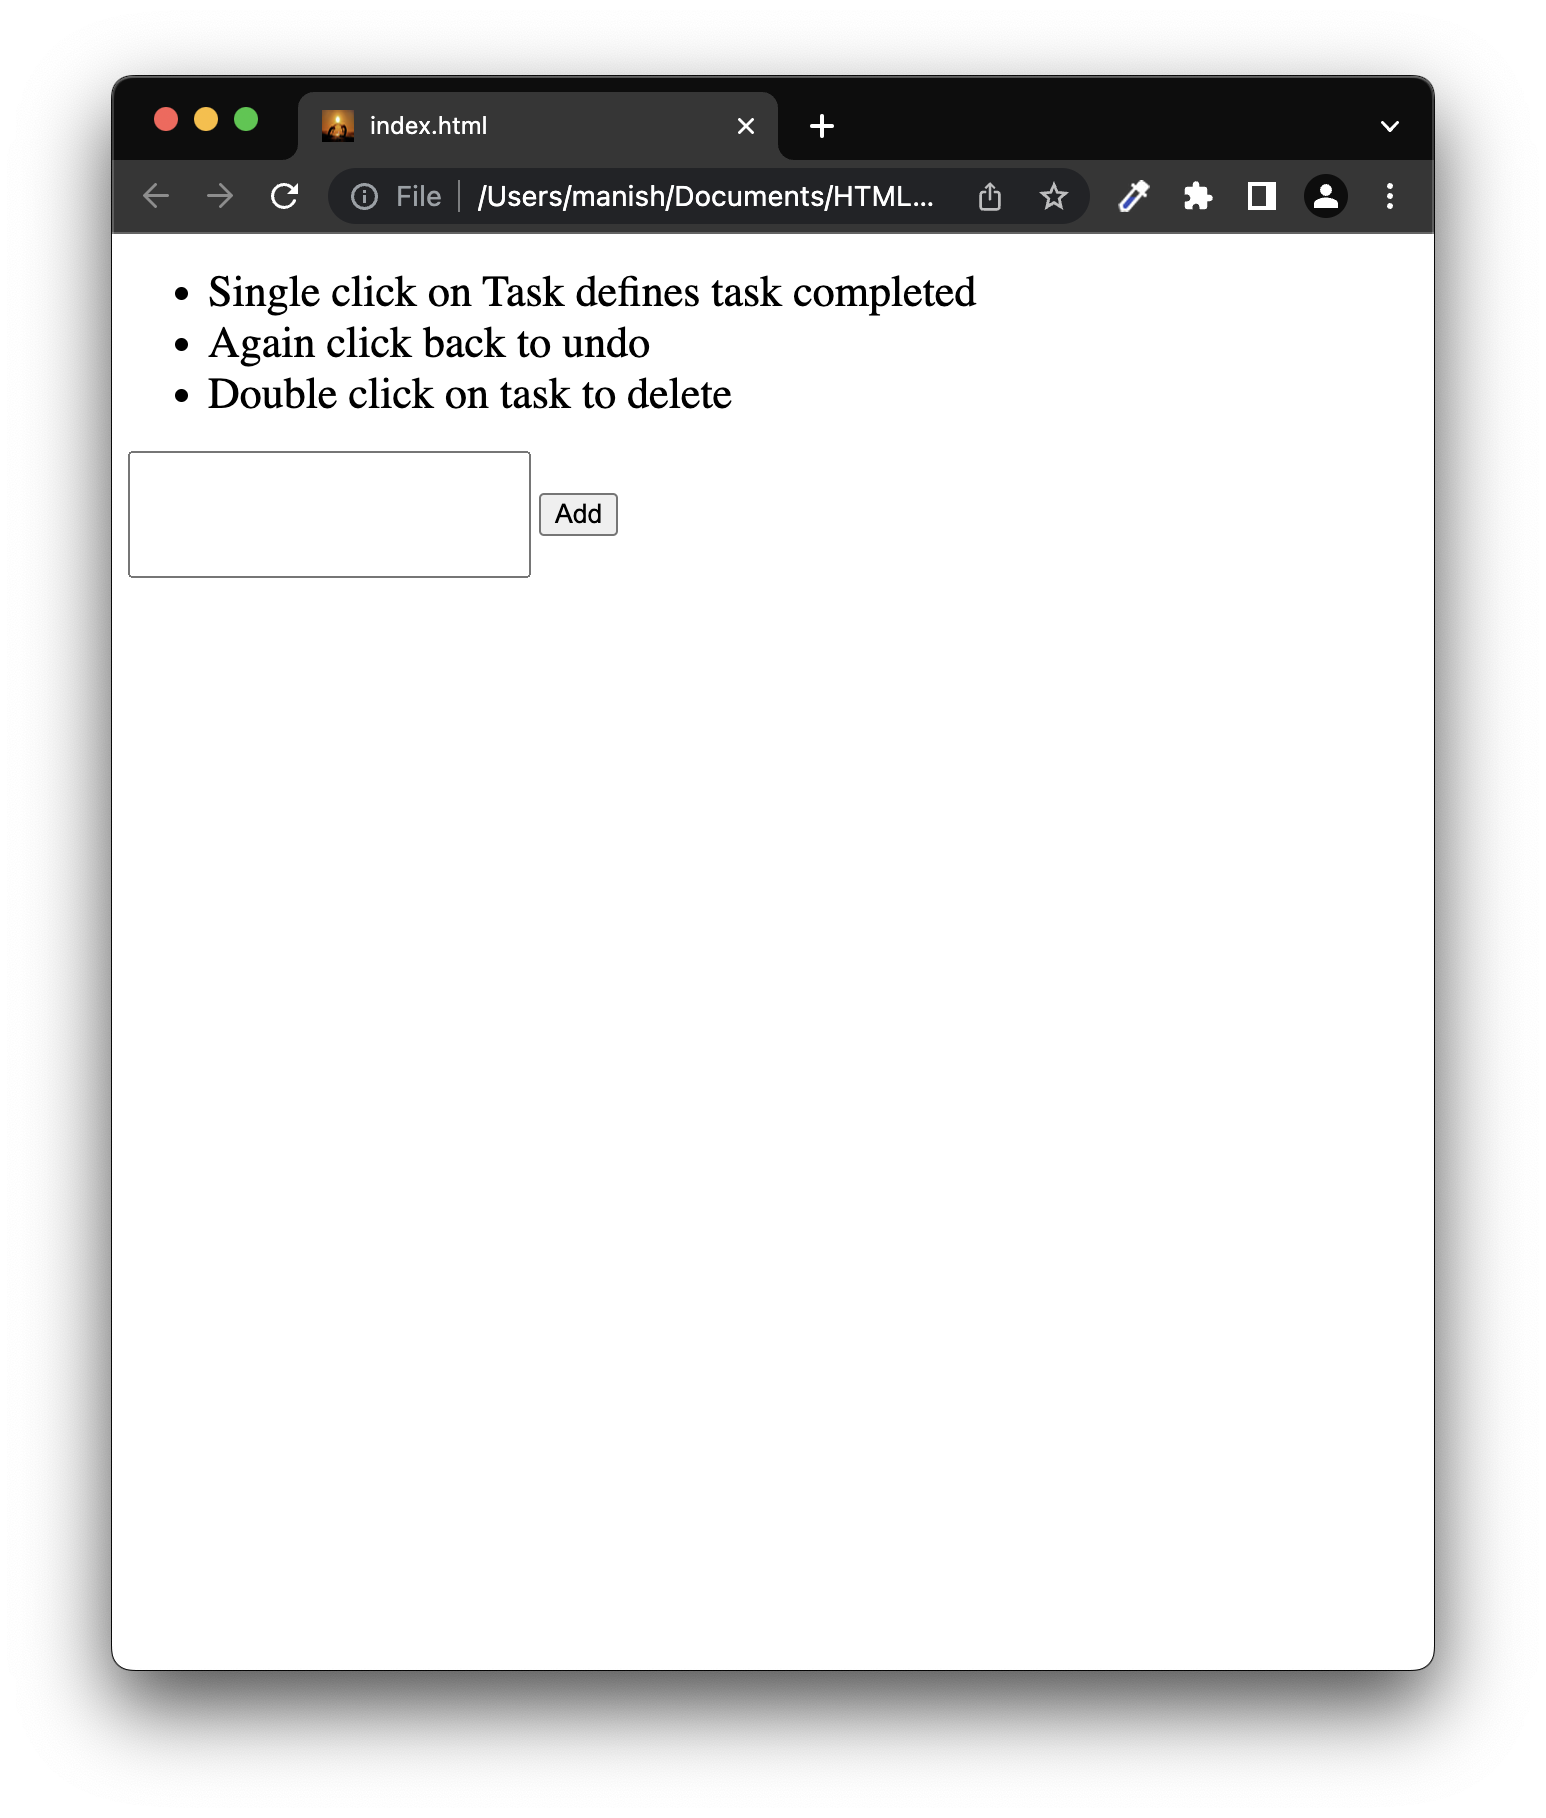 index.html
File /Users/manish/Documents/HTML...
Single click on Task defines task completed
Again click back to undo
Double click on task to delete
Add